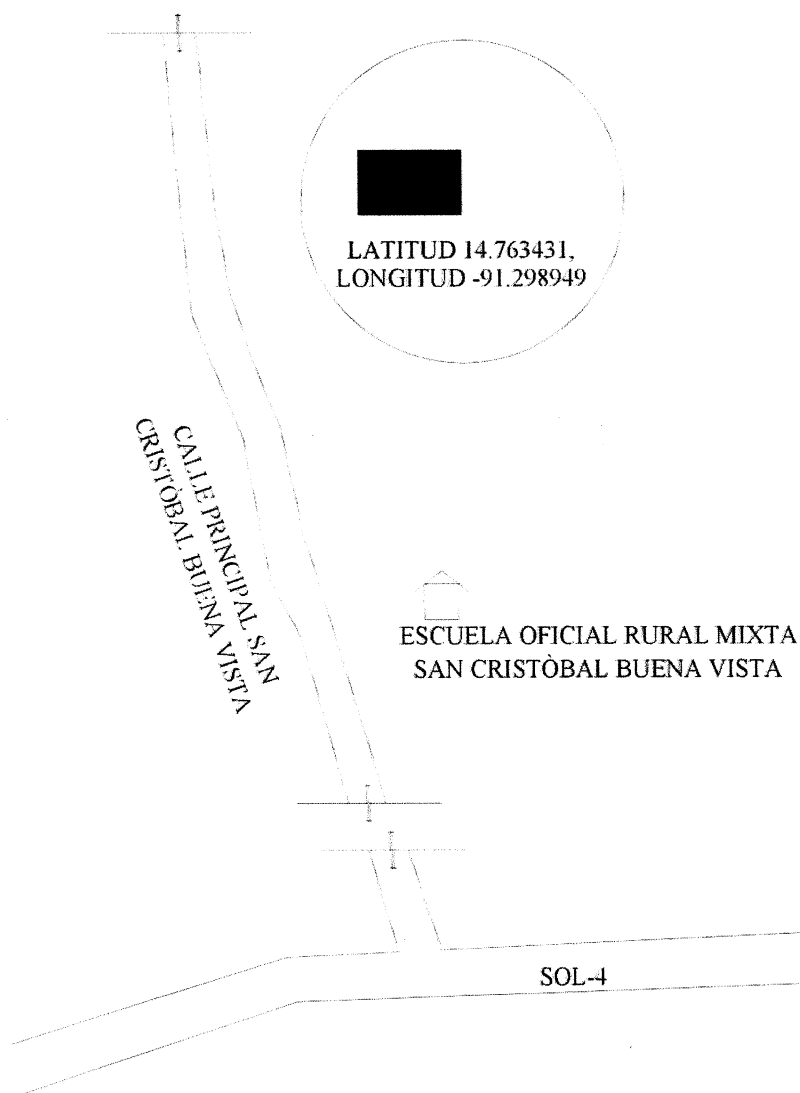 LATITUD 14.763431,
LONGITUD -91.298949
CALLE PRINCIPAL SAN
CRISTÒBAL BUENA VISTA
ESCUELA OFICIAL RURAL MIXTA
SAN CRISTÒBAL BUENA VISTA
SOL-4